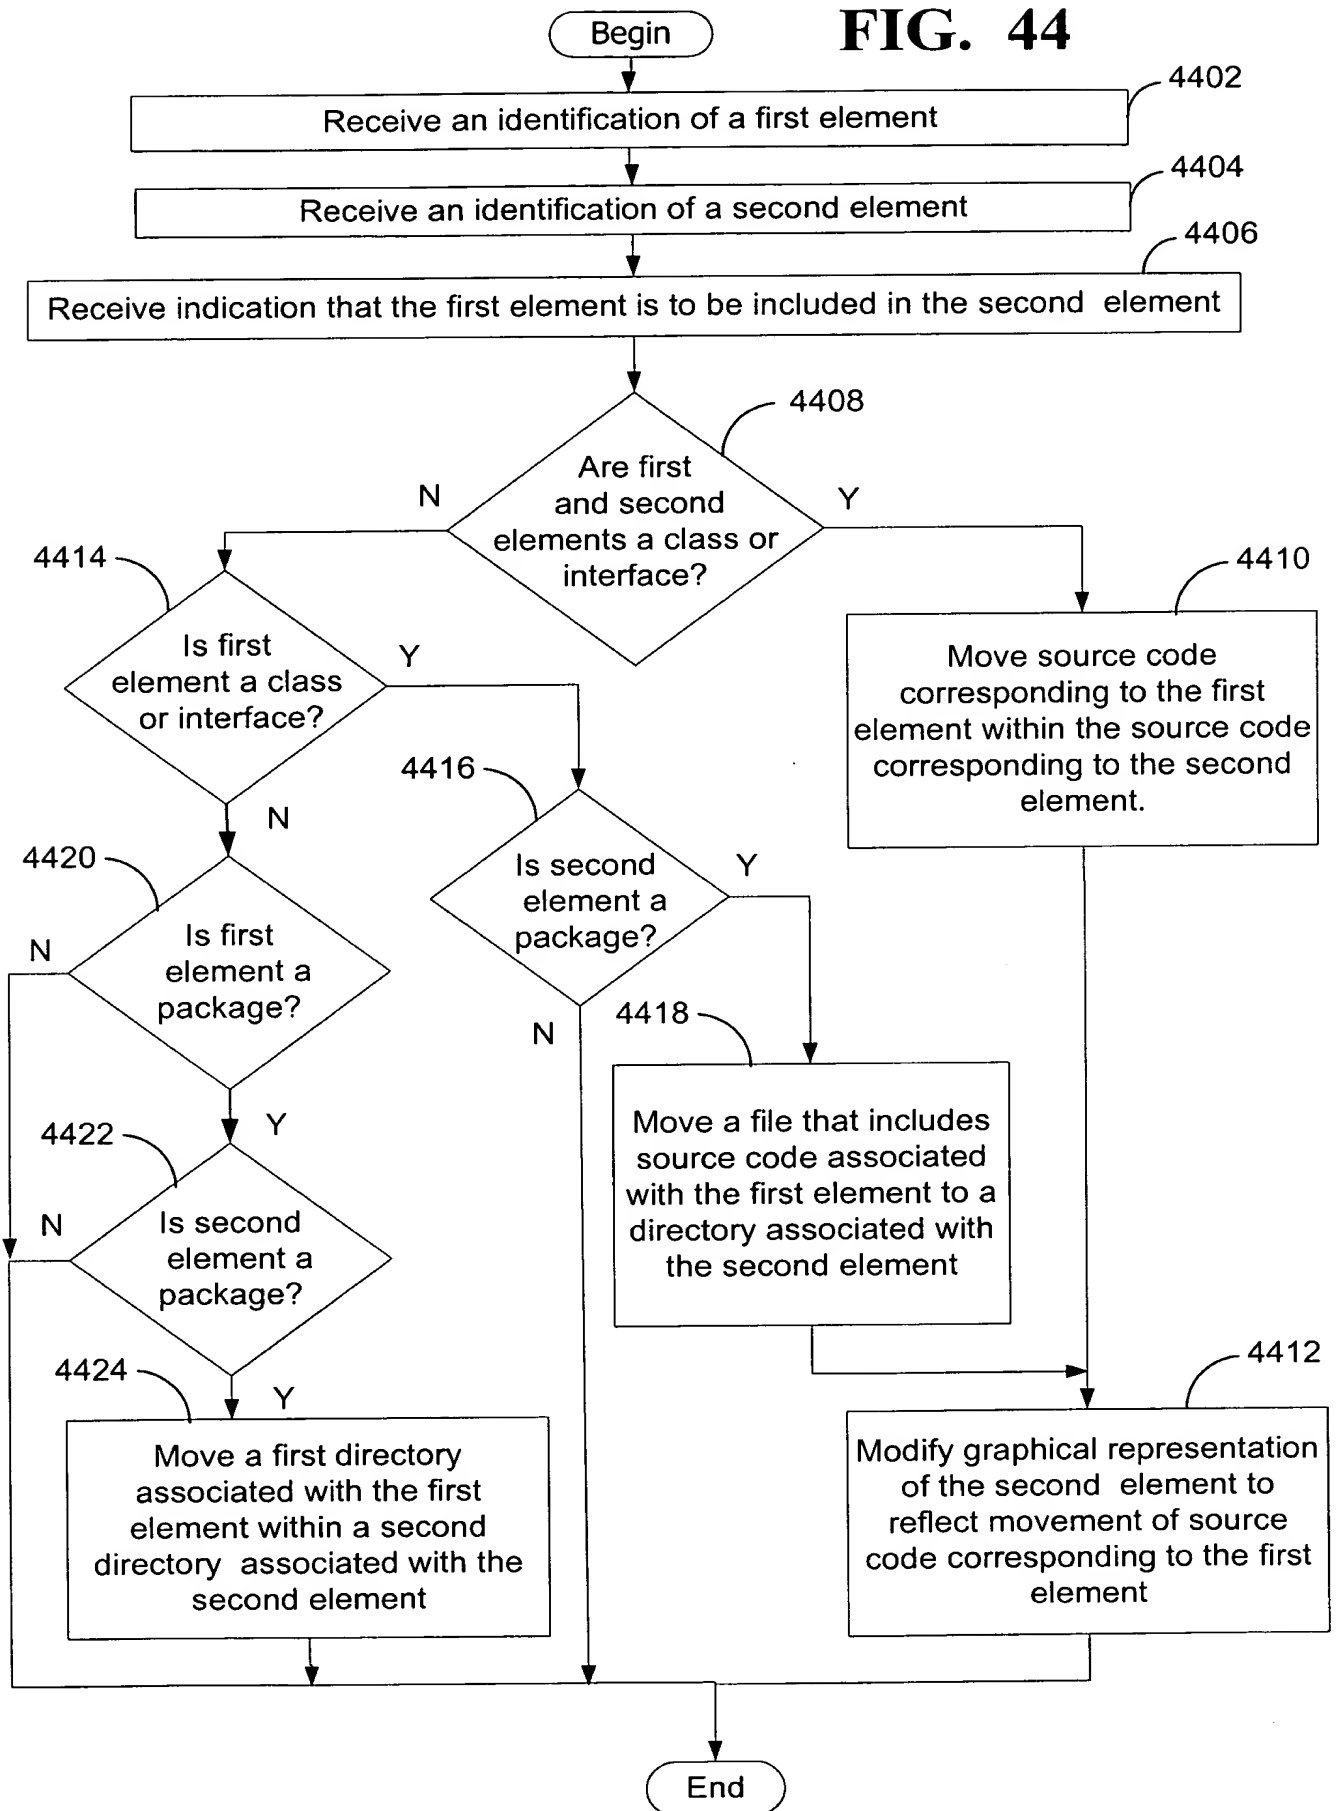 Begin
FIG. 44
4402
Receive an identification of a first element
4404
Receive an identification of a second element
4406
Receive indication that the first element is to be included in the second element
4408
Are first
and second
elements a class or
interface?
N
Y
4414
Is first
element a class
or interface?
Y
N
4410
Move source code
corresponding to the first
element within the source code
corresponding to the second
element.
4416
Is second
element a
package?
Y
N
4420
Is first
element a
package?
N
Y
4418
Move a file that includes
source code associated
with the first element to a
directory associated with
the second element
4422
Is second
element a
package?
N
Y
4424
Move a first directory
associated with the first
element within a second
directory associated with the
second element
4412
Modify graphical representation
of the second element to
reflect movement of source
code corresponding to the first
element
End